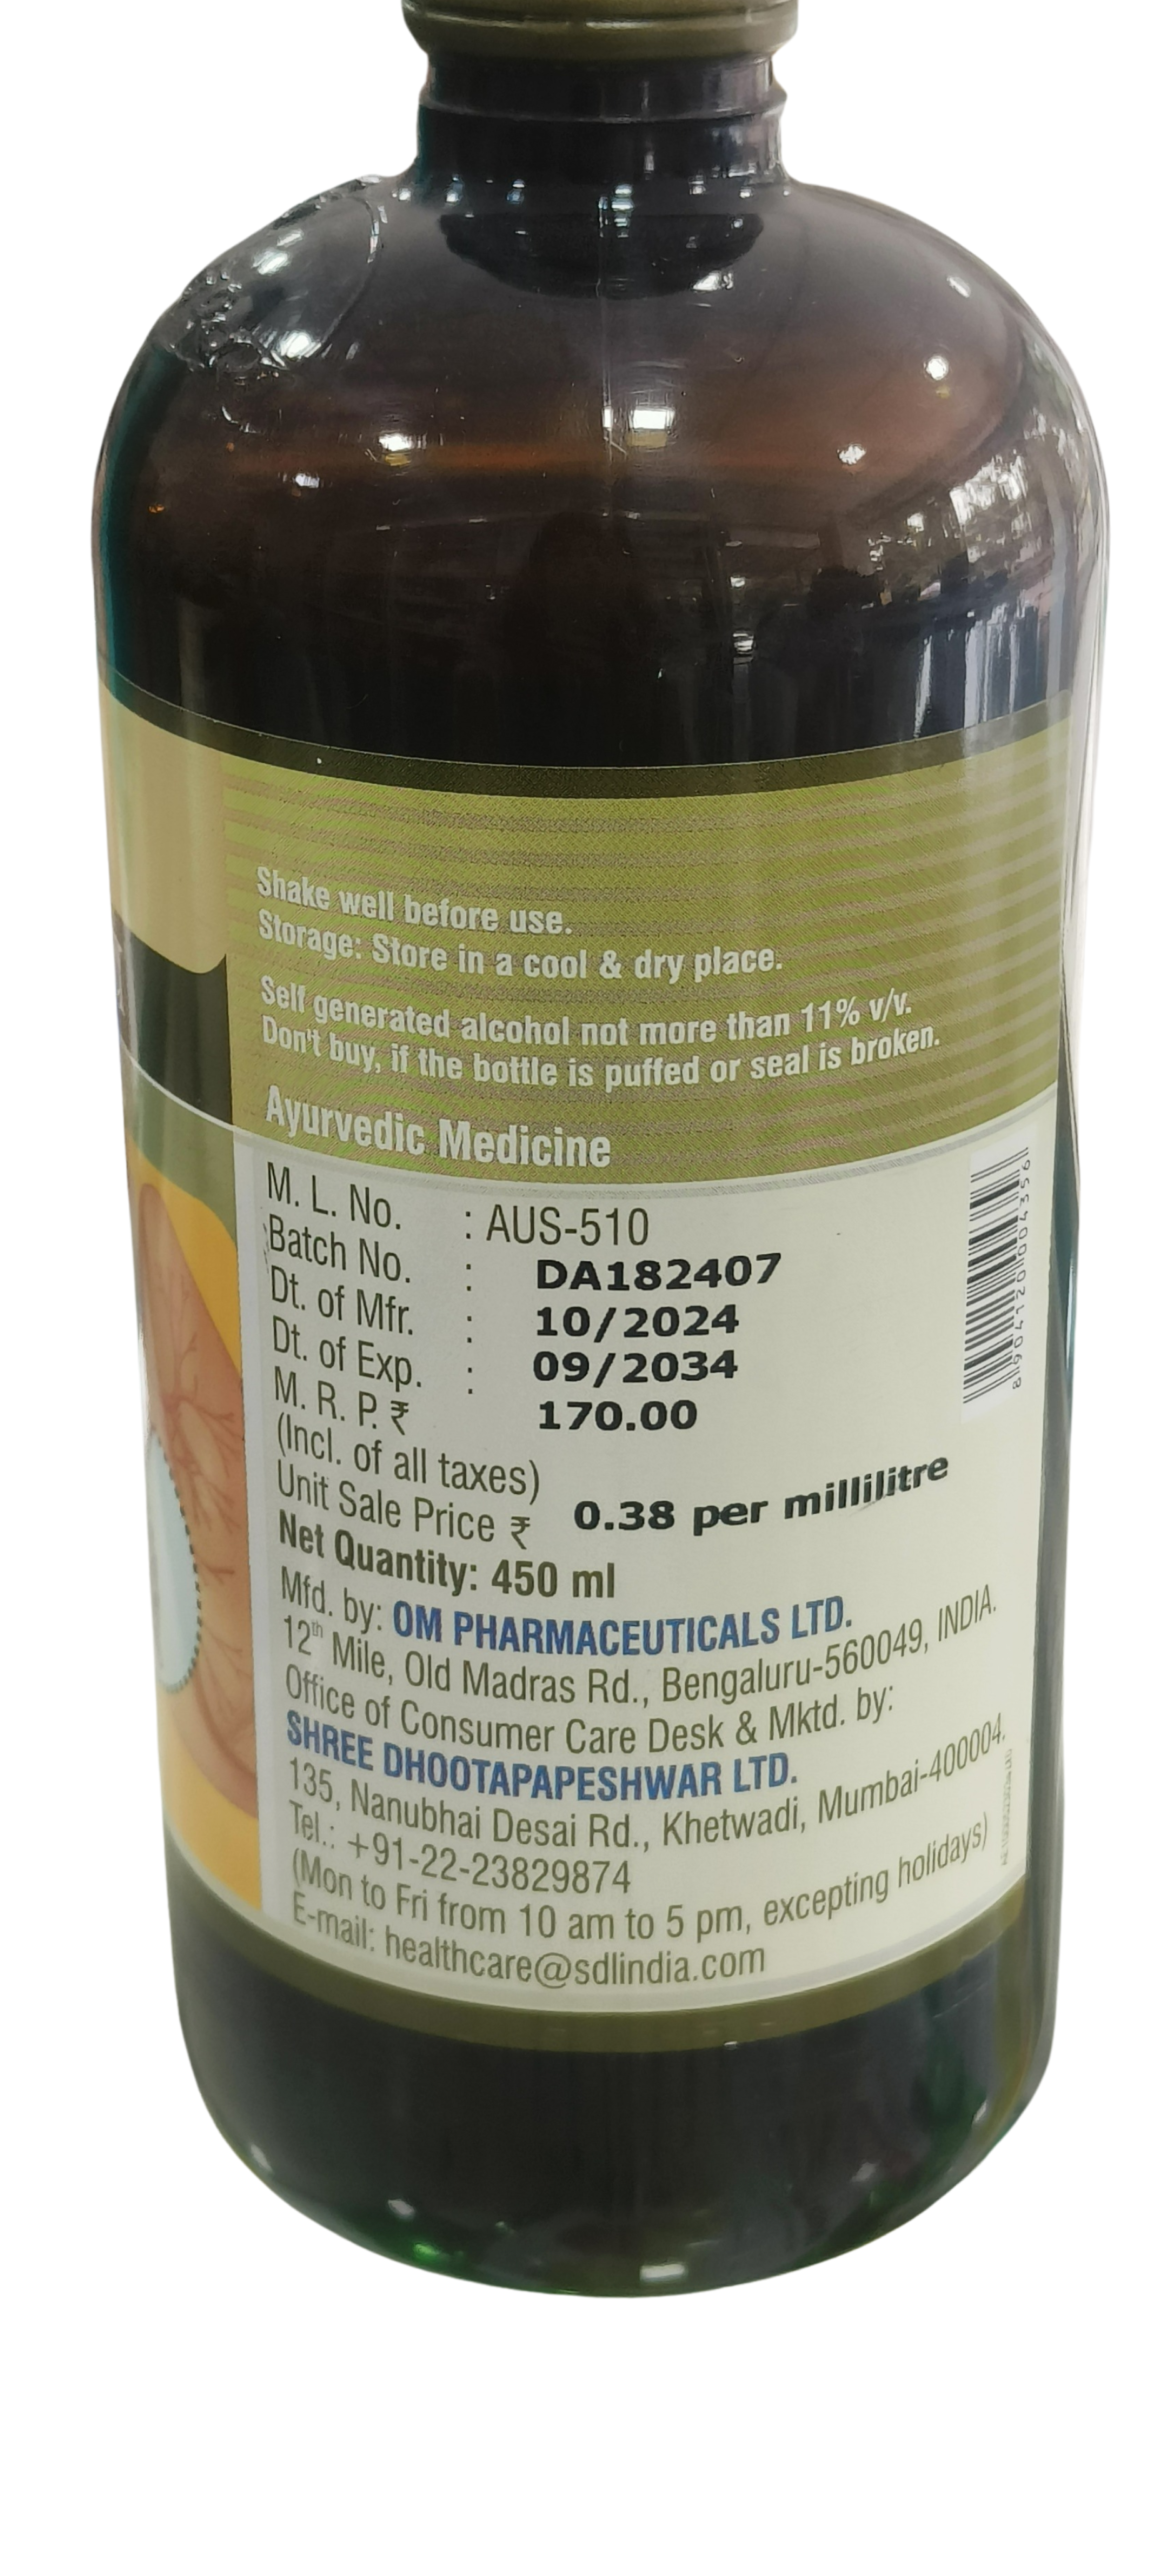 Shake well before use.
Storage: Store in a cool & dry place.
Self generated alcohol not more than 11% v/v.
Don't buy, if the bottle is puffed or seal is broken.
Ayurvedic Medicine
M. L. No. : AUS-510
Batch No. : DA182407
Dt. of Mfr. : 10/2024
Dt. of Exp. : 09/2034
M. R. P. ₹ 170.00
(Incl. of all taxes)
Unit Sale Price ₹ 0.38 per millilitre
Net Quantity: 450 ml
Mfd. by: OM PHARMACEUTICALS LTD.
12th Mile, Old Madras Rd., Bengaluru-560049, INDIA.
Office of Consumer Care Desk & Mktd. by:
SHREE DHOOTAPAPESHWAR LTD.
135, Nanubhai Desai Rd., Khetwadi, Mumbai-400004.
Tel.: +91-22-23829874
(Mon to Fri from 10 am to 5 pm, excepting holidays)
E-mail: healthcare@sdlindia.com
8 904120 004356